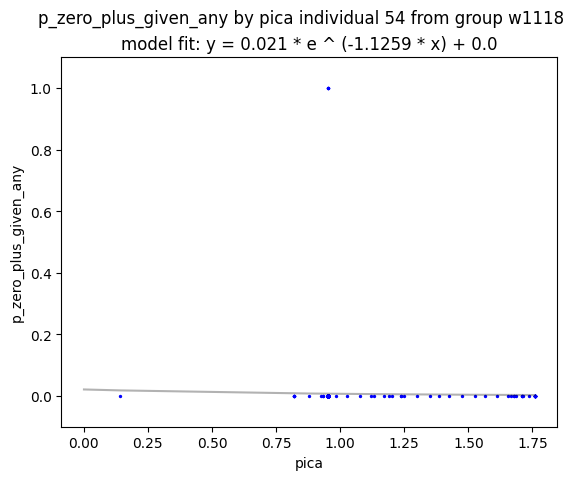 p_zero_plus_given_any by pica individual 54 from group w1118
model fit: y = 0.021 * e ^ (-1.1259 * x) + 0.0
p_zero_plus_given_any
1.0
0.8
0.6
0.4
0.2
0.0
0.00 0.25 0.50 0.75 1.00 1.25 1.50 1.75
pica